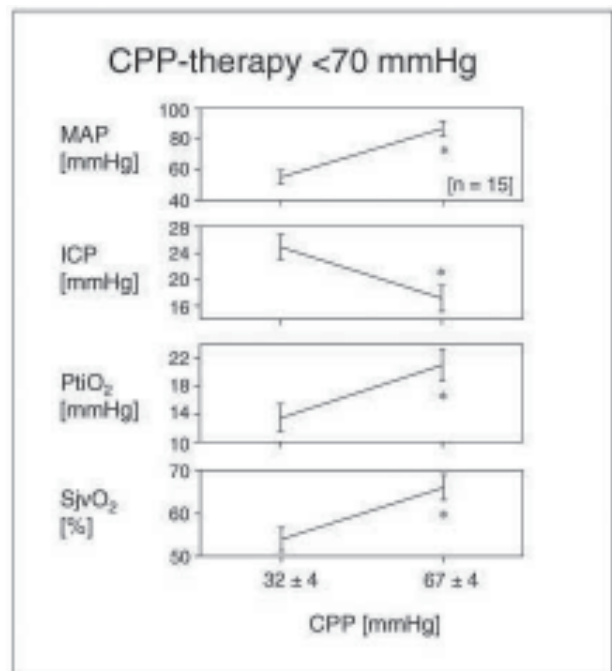 CPP-therapy <70 mmHg
MAP
[mmHg]
100
80
60
40
*
[n = 15]
ICP
[mmHg]
28
24
20
16
*
PtiO₂
[mmHg]
22
18
14
10
*
SjvO₂
[%]
70
60
50
*
32 ± 4
67 ± 4
CPP [mmHg]